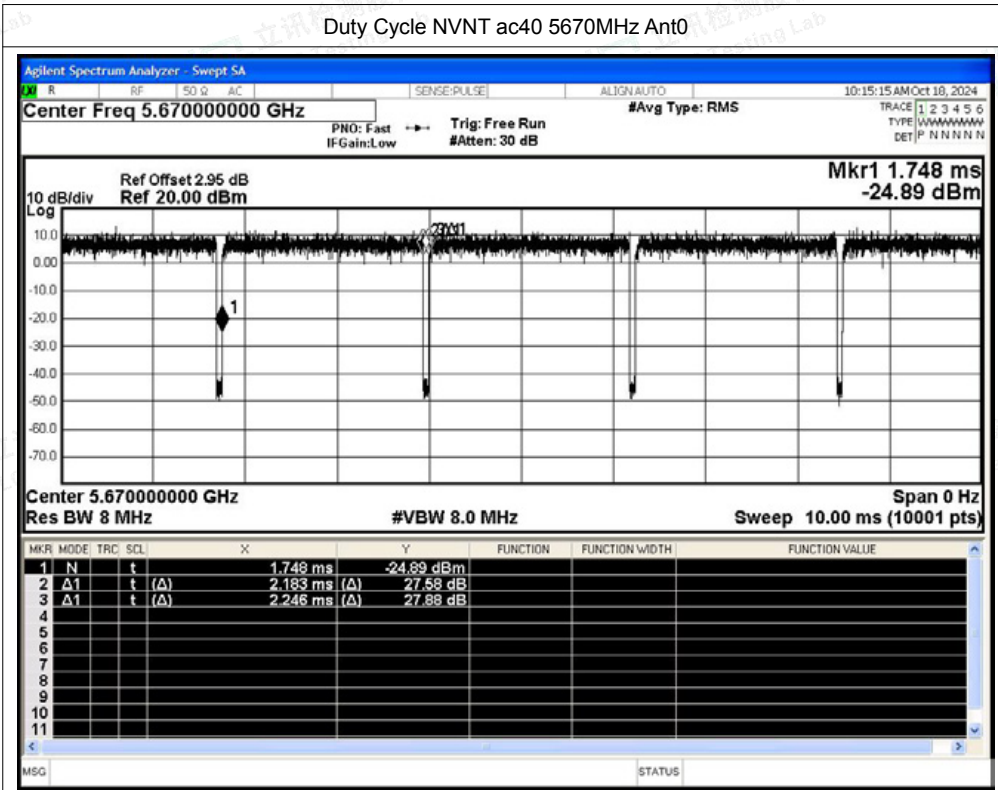 Duty Cycle NVNT ac40 5670MHz Ant0
Agilent Spectrum Analyzer - Swept SA
R RF 50 Ω AC SENSE:PULSE ALIGN AUTO 10:15:15 AM Oct 18, 2024
Center Freq 5.670000000 GHz #Avg Type: RMS TRACE 1 2 3 4 5 6
PNO: Fast Trig: Free Run TYPE WWWWWW
IFGain:Low #Atten: 30 dB DET P N N N N N
Mkr1 1.748 ms
Ref Offset 2.95 dB
10 dB/div Ref 20.00 dBm -24.89 dBm
Log
10.0
0.00
-10.0
1
-20.0
-30.0
-40.0
-50.0
-60.0
-70.0
Center 5.670000000 GHz Span 0 Hz
Res BW 8 MHz #VBW 8.0 MHz Sweep 10.00 ms (10001 pts)
MKR MODE TRC SCL X Y FUNCTION FUNCTION WIDTH FUNCTION VALUE
1 N t 1.748 ms -24.89 dBm
2 Δ1 t (Δ) 2.183 ms (Δ) 27.58 dB
3 Δ1 t (Δ) 2.246 ms (Δ) 27.88 dB
4
5
6
7
8
9
10
11
MSG STATUS